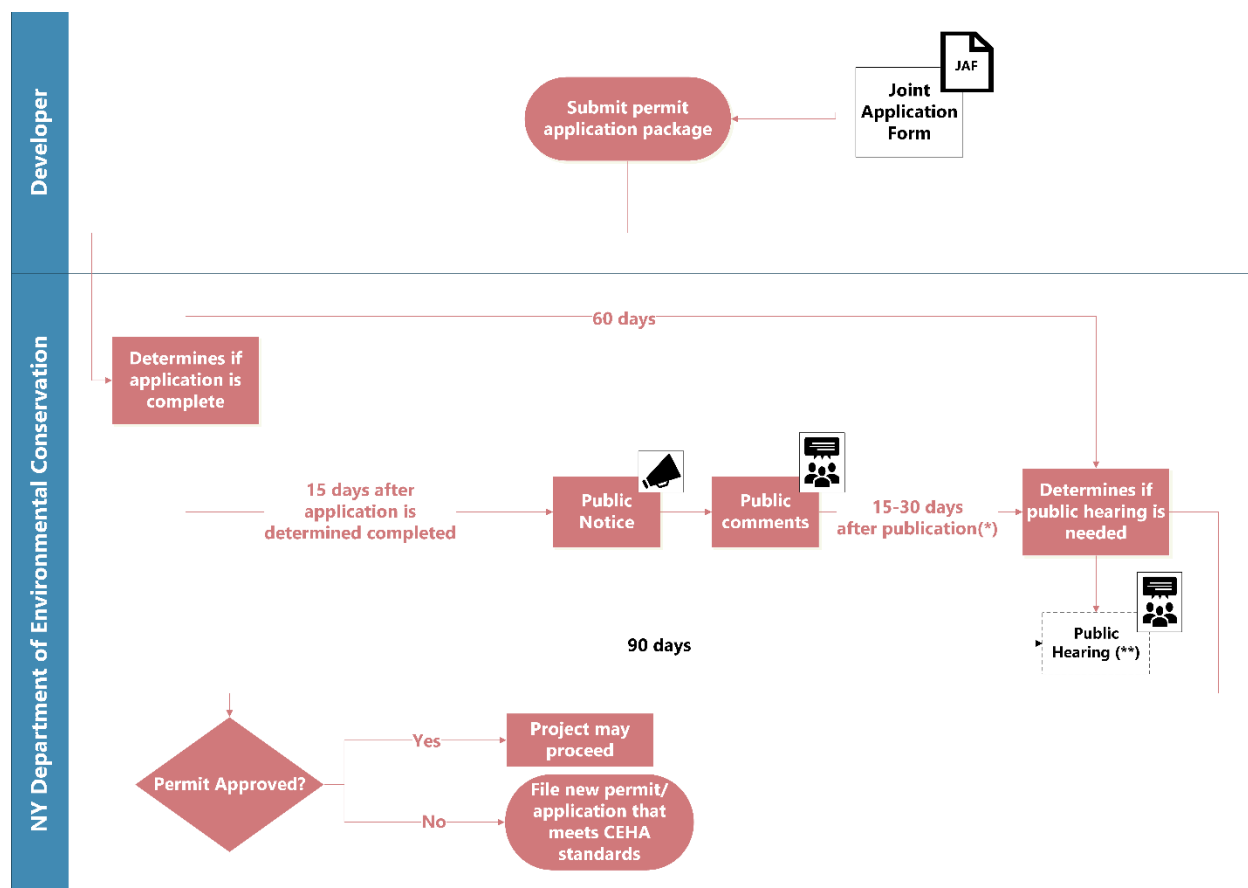 Developer
JAF
Joint
Application
Form
Submit permit
application package
NY Department of Environmental Conservation
60 days
Determines if
application is
complete
15 days after
application is
determined completed
Public
Notice
Public
comments
15-30 days
after publication(*)
Determines if
public hearing is
needed
90 days
Public
Hearing (**)
Permit Approved?
Yes
Project may
proceed
No
File new permit/
application that
meets CEHA
standards